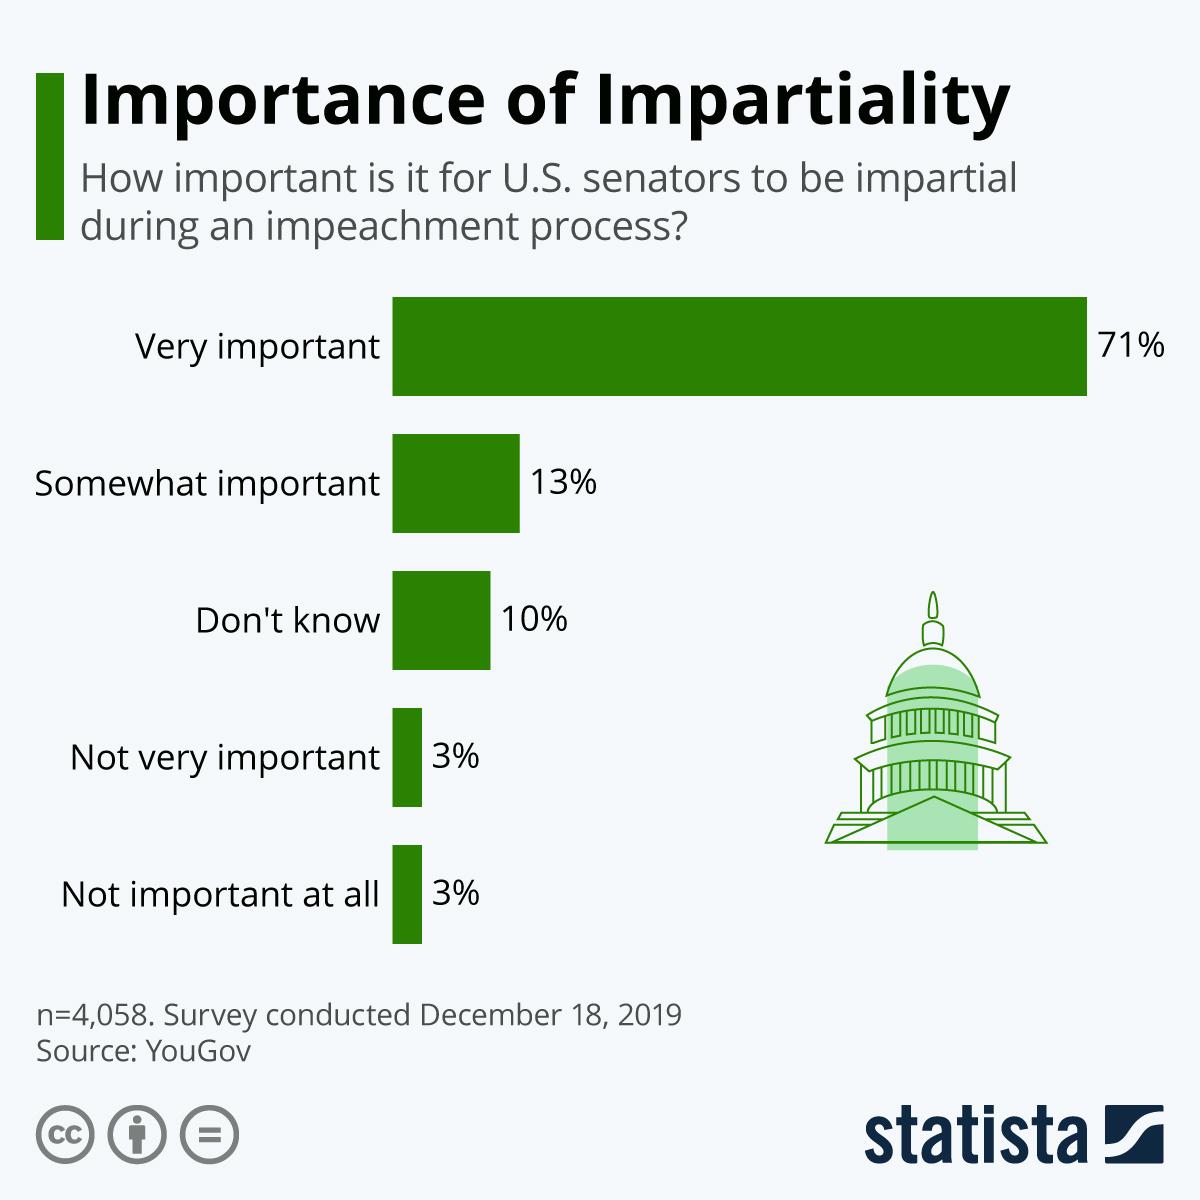 Importance of Impartiality
How important is it for U.S. senators to be impartial
during an impeachment process?
Very important 71%
Somewhat important 13%
Don't know 10%
Not very important 3%
Not important at all 3%
n=4,058. Survey conducted December 18, 2019
Source: YouGov
cc =
statista